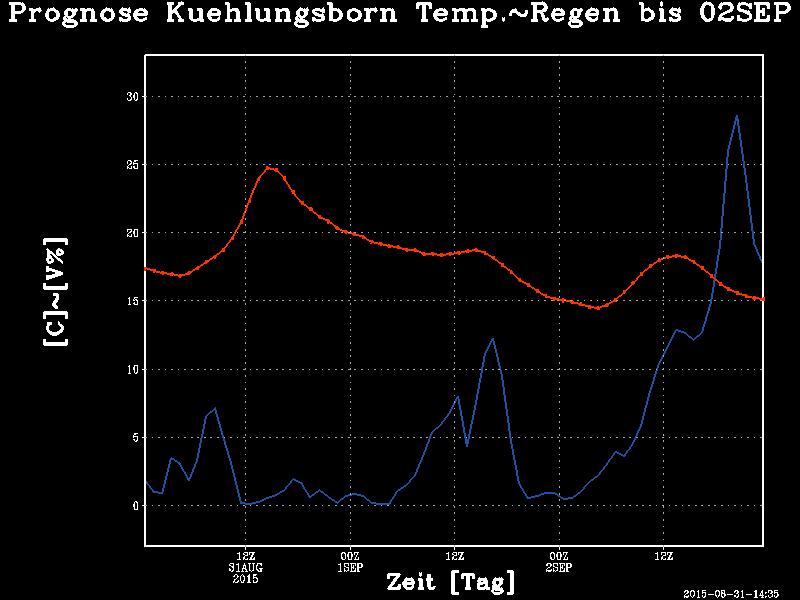 Prognose Kuehlungsborn Temp.~Regen bis 02SEP
30
25
20
15
10
5
0
[C]~[V%]
12Z 00Z 12Z 00Z 12Z
31AUG 1SEP 2SEP
2015
Zeit [Tag]
2015-08-31-14:35